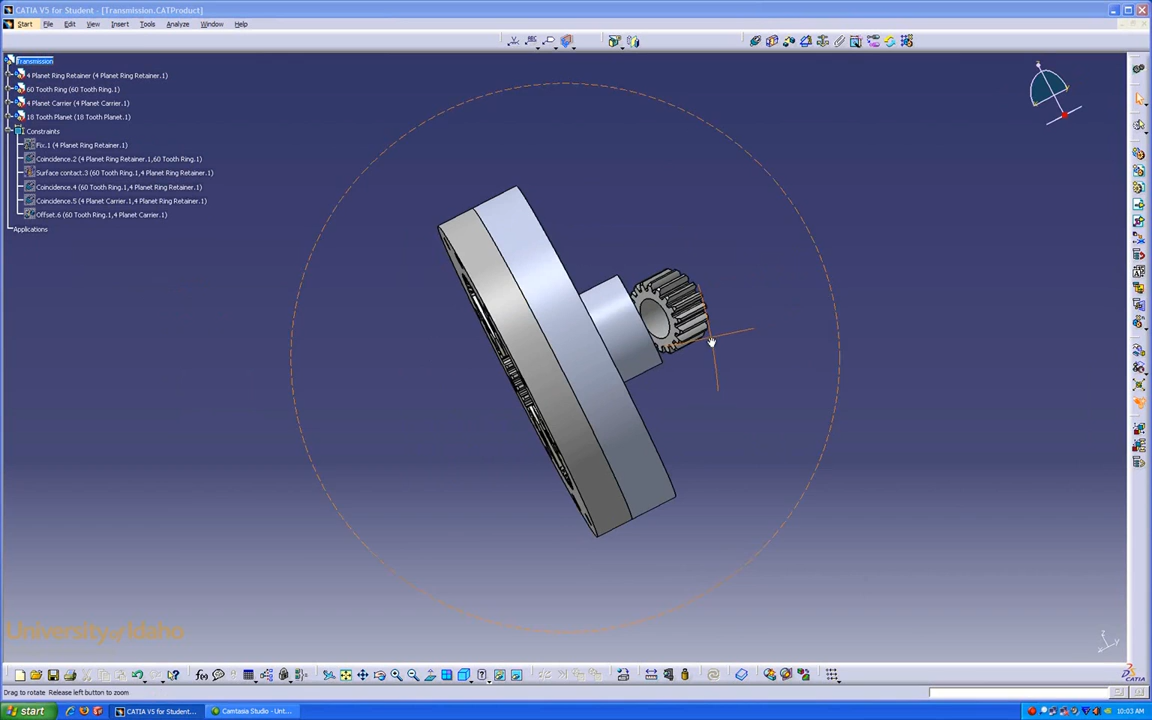 CATIA V5 for Student - [Transmission.CATProduct]
Start File Edit View Insert Tools Analyze Window Help
Transmission
4 Planet Ring Retainer (4 Planet Ring Retainer.1)
60 Tooth Ring (60 Tooth Ring.1)
4 Planet Carrier (4 Planet Carrier.1)
18 Tooth Planet (18 Tooth Planet.1)
Constraints
Fix.1 (4 Planet Ring Retainer.1)
Coincidence.2 (4 Planet Ring Retainer.1,60 Tooth Ring.1)
Surface contact.3 (60 Tooth Ring.1,4 Planet Ring Retainer.1)
Coincidence.4 (60 Tooth Ring.1,4 Planet Ring Retainer.1)
Coincidence.5 (4 Planet Carrier.1,4 Planet Ring Retainer.1)
Offset.6 (60 Tooth Ring.1,4 Planet Carrier.1)
Applications
University of Idaho
CATIA
Drag to rotate Release left button to zoom
start CATIA V5 for Student... Camtasia Studio - Unt... 10:03 AM